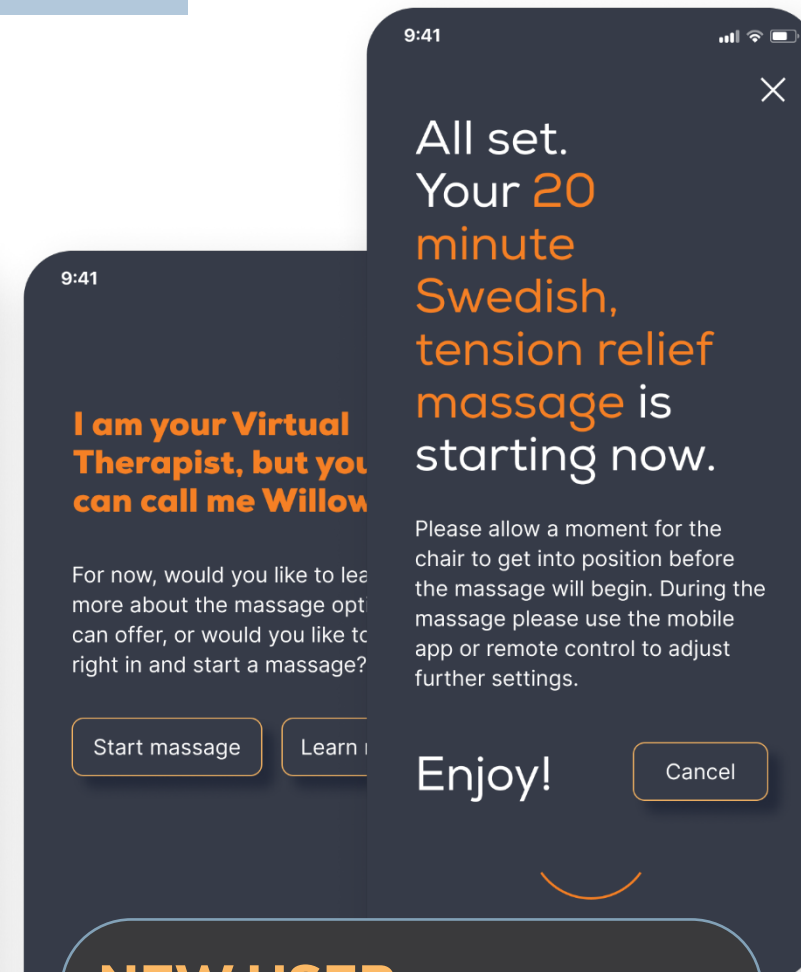 9:41
All set.
Your 20
minute
Swedish,
tension relief
massage is
starting now.
Please allow a moment for the
chair to get into position before
the massage will begin. During the
massage please use the mobile
app or remote control to adjust
further settings.
Enjoy!
Cancel
9:41
I am your Virtual
Therapist, but you
can call me Willow
For now, would you like to
more about the massage
can offer, or would you like to
right in and start a massage?
Start massage
Learn
NEW USER